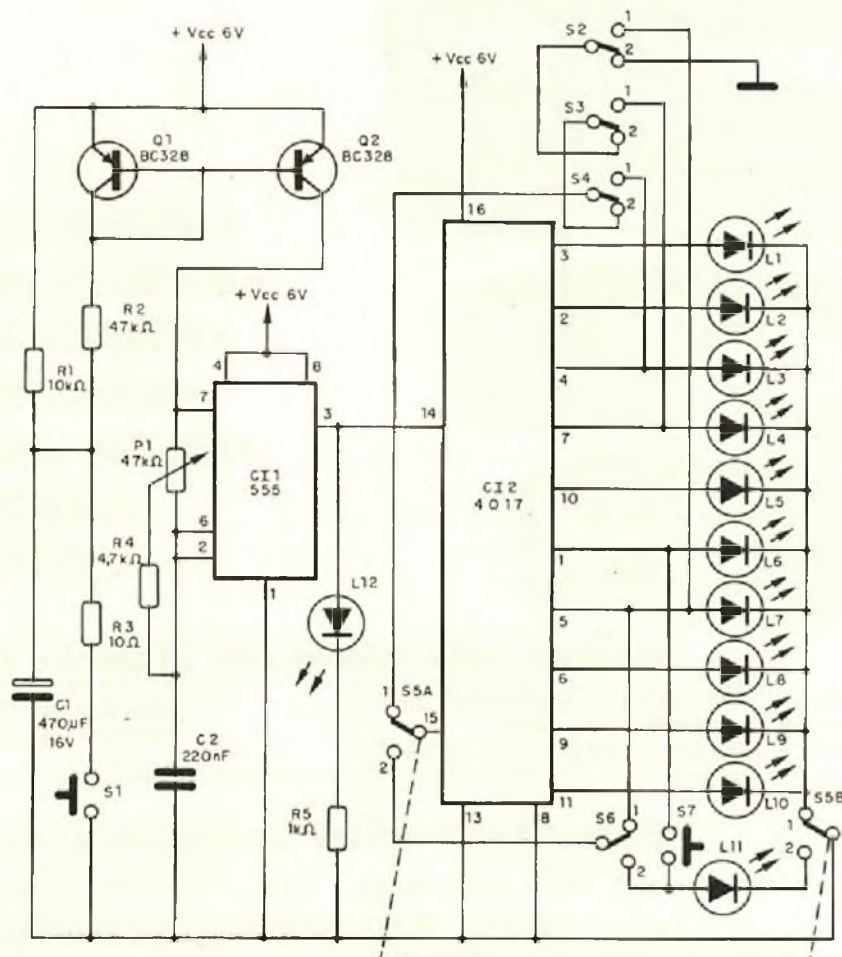 + Vcc 6V
Q1
BC328
Q2
BC328
R2
47kΩ
R1
10kΩ
+ Vcc 6V
4
8
7
3
P1
47kΩ
CI1
555
6
2
1
R4
4,7kΩ
R3
10Ω
C1
470µF
16V
S1
C2
220nF
L12
R5
1kΩ
+ Vcc 6V
S2
1
2
S3
1
2
S4
1
2
16
14
CI2
4017
3
2
4
7
10
1
5
6
9
11
15
13
8
L1
L2
L3
L4
L5
L6
L7
L8
L9
L10
1
S5A
2
S6
1
2
S7
L11
S5B
1
2